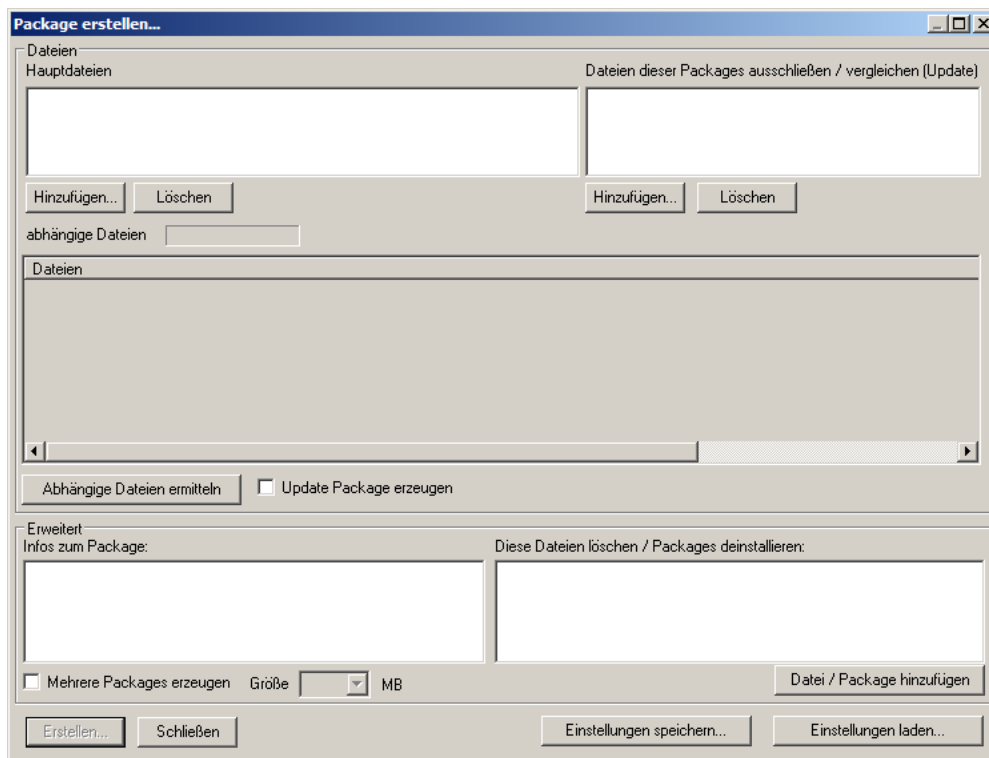 Package erstellen...
Dateien
Hauptdateien
Dateien dieser Packages ausschließen / vergleichen (Update)
Hinzufügen... Löschen Hinzufügen... Löschen
abhängige Dateien
Dateien
Abhängige Dateien ermitteln Update Package erzeugen
Erweitert
Infos zum Package: Diese Dateien löschen / Packages deinstallieren:
Mehrere Packages erzeugen Größe MB Datei / Package hinzufügen
Erstellen... Schließen Einstellungen speichern... Einstellungen laden...